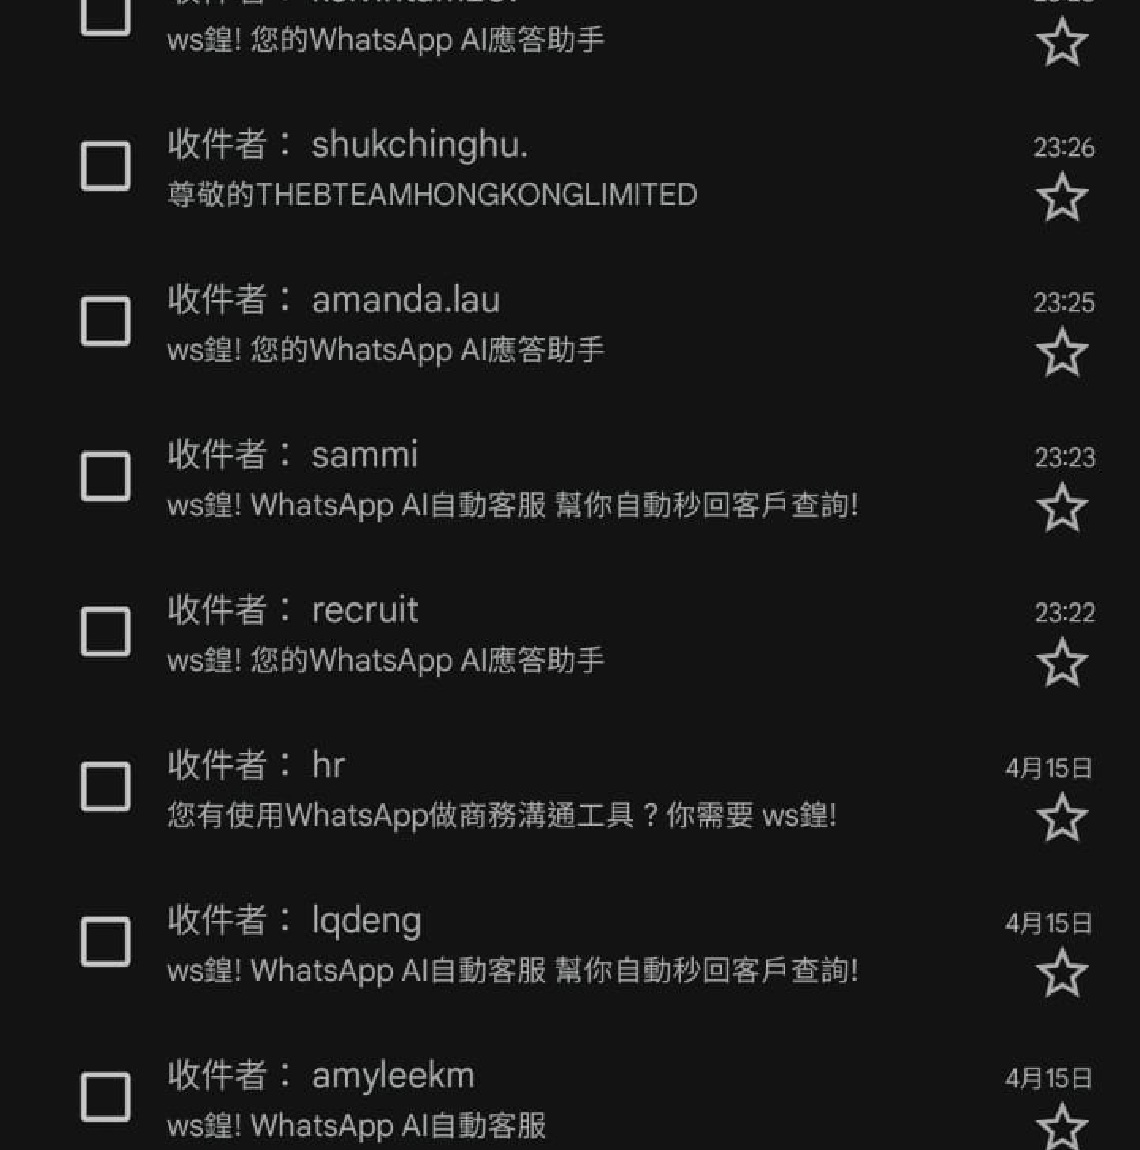 ws鍠! 您的WhatsApp AI應答助手
收件者： shukchinghu.
23:26
尊敬的THEBTEAMHONGKONGLIMITED
收件者： amanda.lau
23:25
ws鍠! 您的WhatsApp AI應答助手
收件者： sammi
23:23
ws鍠! WhatsApp AI自動客服 幫你自動秒回客戶查詢!
收件者： recruit
23:22
ws鍠! 您的WhatsApp AI應答助手
收件者： hr
4月15日
您有使用WhatsApp做商務溝通工具？你需要 ws鍠!
收件者： lqdeng
4月15日
ws鍠! WhatsApp AI自動客服 幫你自動秒回客戶查詢!
收件者： amyleekm
4月15日
ws鍠! WhatsApp AI自動客服